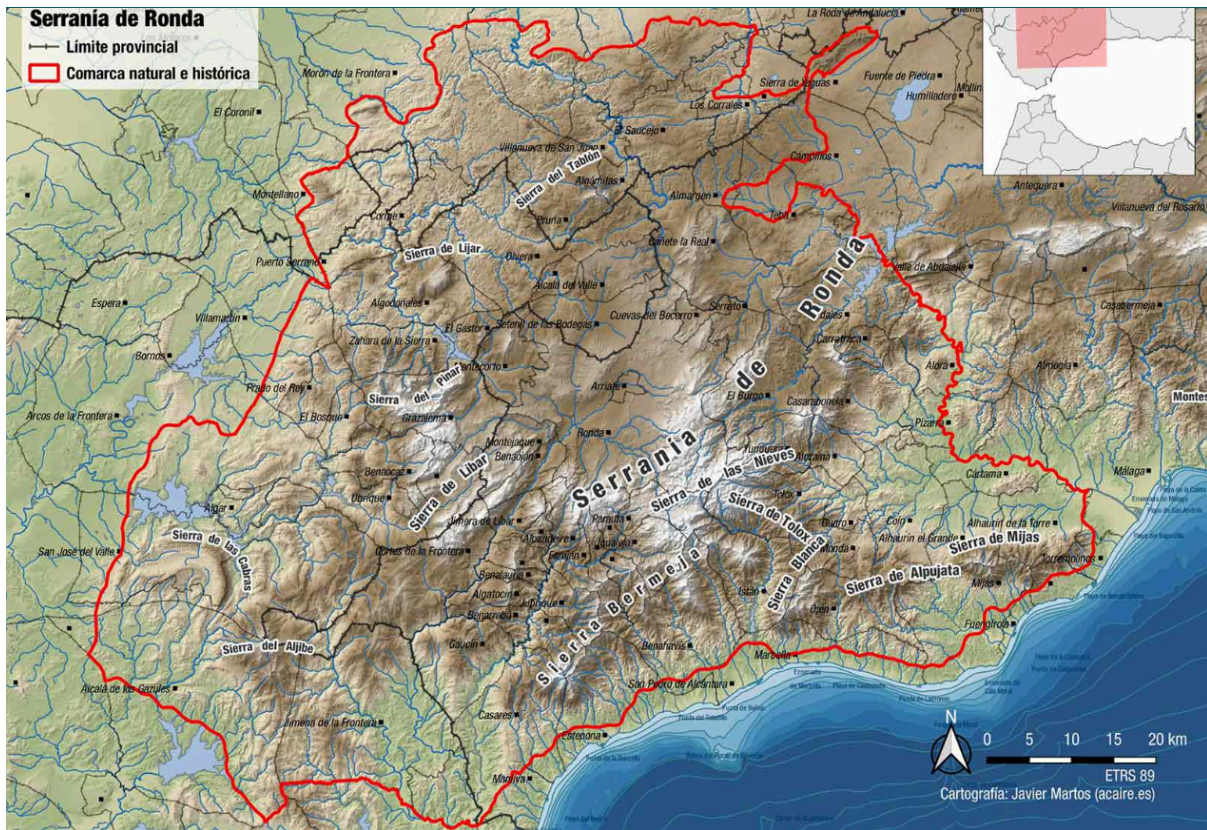 Serranía de Ronda
Límite provincial
Comarca natural e histórica
La Roda de Andalucía
Morón de la Frontera
Sierra de Yeguas
Fuente de Piedra
Humilladero
Mollin
El Coronil
Los Corrales
El Saucejo
Villanueva de San Juan
Campillos
Sierra del Tablón
Algámitas
Antequera
Montellano
Almargen
Villanueva del Rosario
Coripe
Pruna
Teba
Cañete la Real
Sierra de Líjar
Puerto Serrano
Olvera
Valle de Abdalajís
Alcalá del Valle
Espera
Algodonales
Serrato
Casabermeja
Villamartín
Cuevas del Becerro
El Gastor
Setenil de las Bodegas
Carratraca
Zahara de la Sierra
Bornos
Montecorto
Álora
Almogía
Prado del Rey
Sierra del Pinar
Arriate
El Burgo
Casarabonela
Montes
Arcos de la Frontera
El Bosque
Grazalema
Pizarra
Ronda
Montejaque
Benaoján
Serranía de Ronda
Yunquera
Alozaina
Benaocaz
Sierra de Líbar
Sierra de las Nieves
Cártama
Málaga
Ubrique
Tolox
Algar
Jimera de Líbar
Parauta
Sierra de Tolox
Guaro
Coín
Alhaurín de la Torre
Alpandeire
Igualeja
Alhaurín el Grande
Sierra de Mijas
San José del Valle
Sierra de las Cabras
Cortes de la Frontera
Faraján
Monda
Torremolinos
Benalauría
Sierra Blanca
Sierra de Alpujata
Mijas
Algatocín
Jubrique
Istán
Ojén
Benarrabá
Sierra Bermeja
Fuengirola
Sierra del Aljibe
Gaucín
Benahavís
Marbella
Alcalá de los Gazules
San Pedro de Alcántara
Jimena de la Frontera
Casares
Estepona
Manilva
N
0 5 10 15 20 km
ETRS 89
Cartografía: Javier Martos (acaire.es)